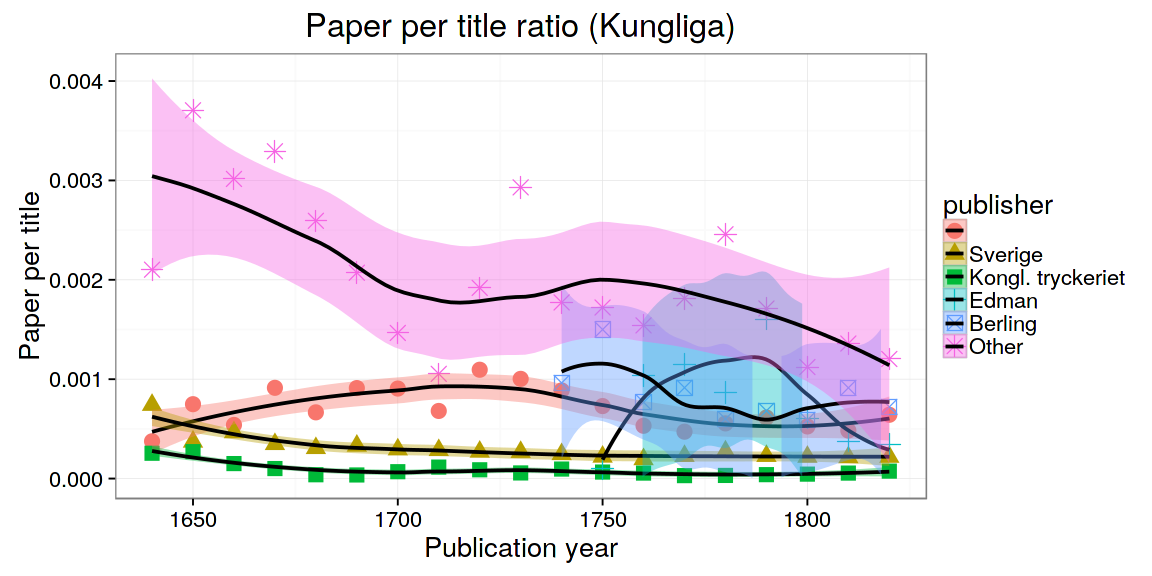 Paper per title ratio (Kungliga)
Paper per title
0.004
0.003
0.002
0.001
0.000
1650
1700
1750
1800
Publication year
publisher
Sverige
Kongl. tryckeriet
Edman
Berling
Other